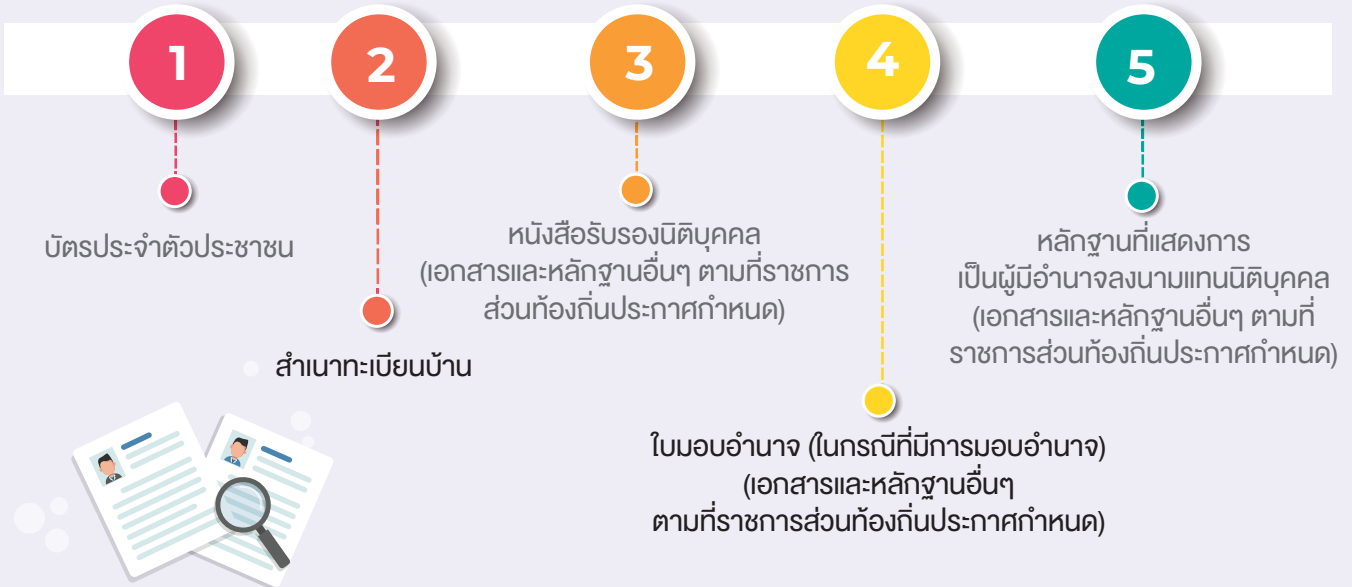 1
บัตรประจำตัวประชาชน
2
สำเนาทะเบียนบ้าน
3
หนังสือรับรองนิติบุคคล
(เอกสารและหลักฐานอื่นๆ ตามที่ราชการ
ส่วนท้องถิ่นประกาศกำหนด)
4
ใบมอบอำนาจ (ในกรณีที่มีการมอบอำนาจ)
(เอกสารและหลักฐานอื่นๆ
ตามที่ราชการส่วนท้องถิ่นประกาศกำหนด)
5
หลักฐานที่แสดงการ
เป็นผู้มีอำนาจลงนามแทนนิติบุคคล
(เอกสารและหลักฐานอื่นๆ ตามที่
ราชการส่วนท้องถิ่นประกาศกำหนด)